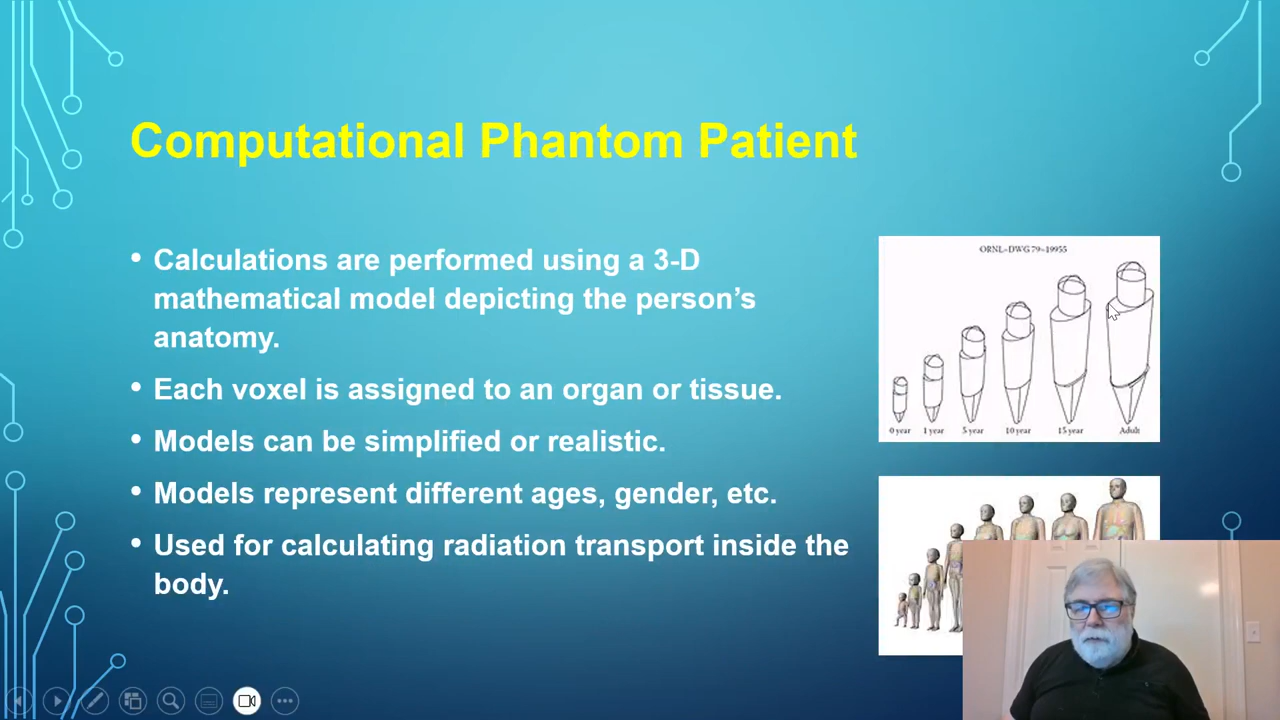 Computational Phantom Patient
• Calculations are performed using a 3-D
mathematical model depicting the person’s
anatomy.
• Each voxel is assigned to an organ or tissue.
• Models can be simplified or realistic.
• Models represent different ages, gender, etc.
• Used for calculating radiation transport inside the
body.
ORNL-DWG 79-19955
0 year 1 year 5 year 10 year 15 year Adult